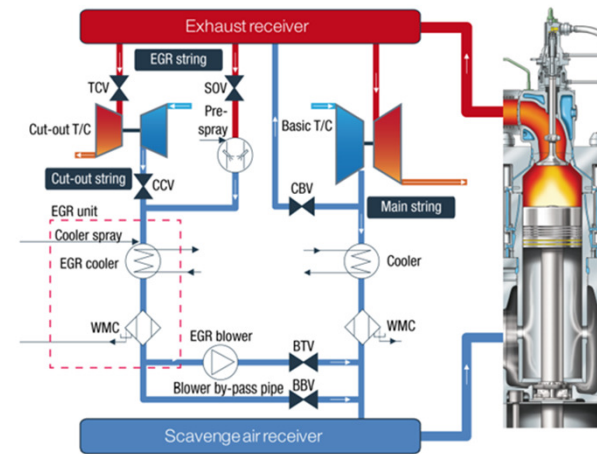 Exhaust receiver
EGR string
TCV
SOV
Pre-
spray
Cut-out T/C
Basic T/C
Cut-out string
CCV
CBV
Main string
EGR unit
Cooler spray
EGR cooler
Cooler
WMC
EGR blower
BTV
WMC
Blower by-pass pipe
BBV
Scavenge air receiver